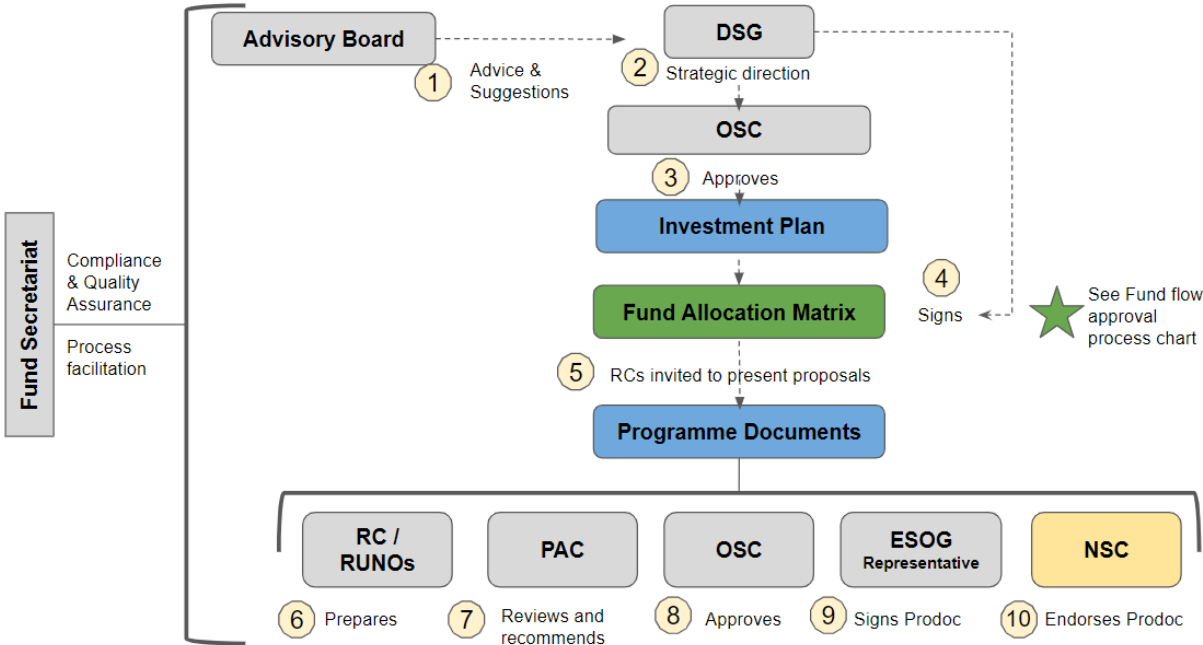 Fund Secretariat
Compliance
& Quality
Assurance
Process
facilitation
Advisory Board
1
Advice &
Suggestions
DSG
2
Strategic direction
OSC
3
Approves
Investment Plan
Fund Allocation Matrix
4
Signs
See Fund flow
approval
process chart
5
RCs invited to present proposals
Programme Documents
RC /
RUNOs
6
Prepares
PAC
7
Reviews and
recommends
OSC
8
Approves
ESOG
Representative
9
Signs Prodoc
NSC
10
Endorses Prodoc